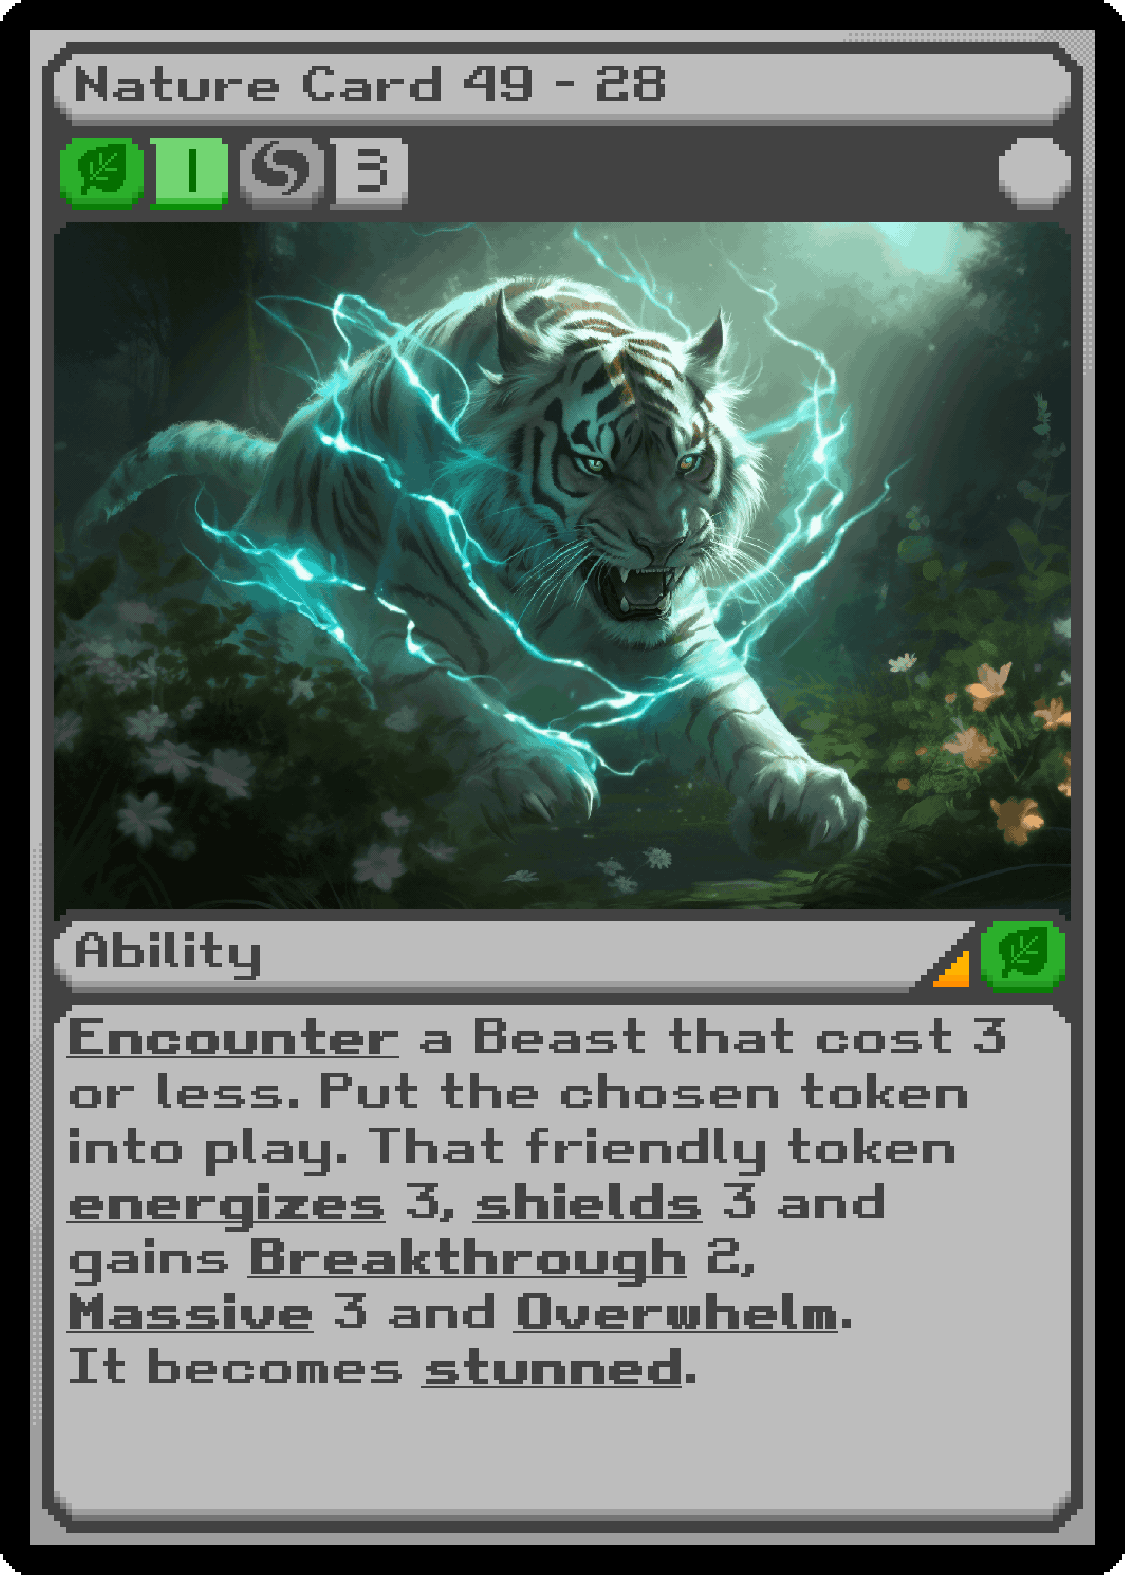 Nature Card 49 - 28
1 3
Ability
Encounter a Beast that cost 3
or less. Put the chosen token
into play. That friendly token
energizes 3, shields 3 and
gains Breakthrough 2,
Massive 3 and Overwhelm.
It becomes stunned.